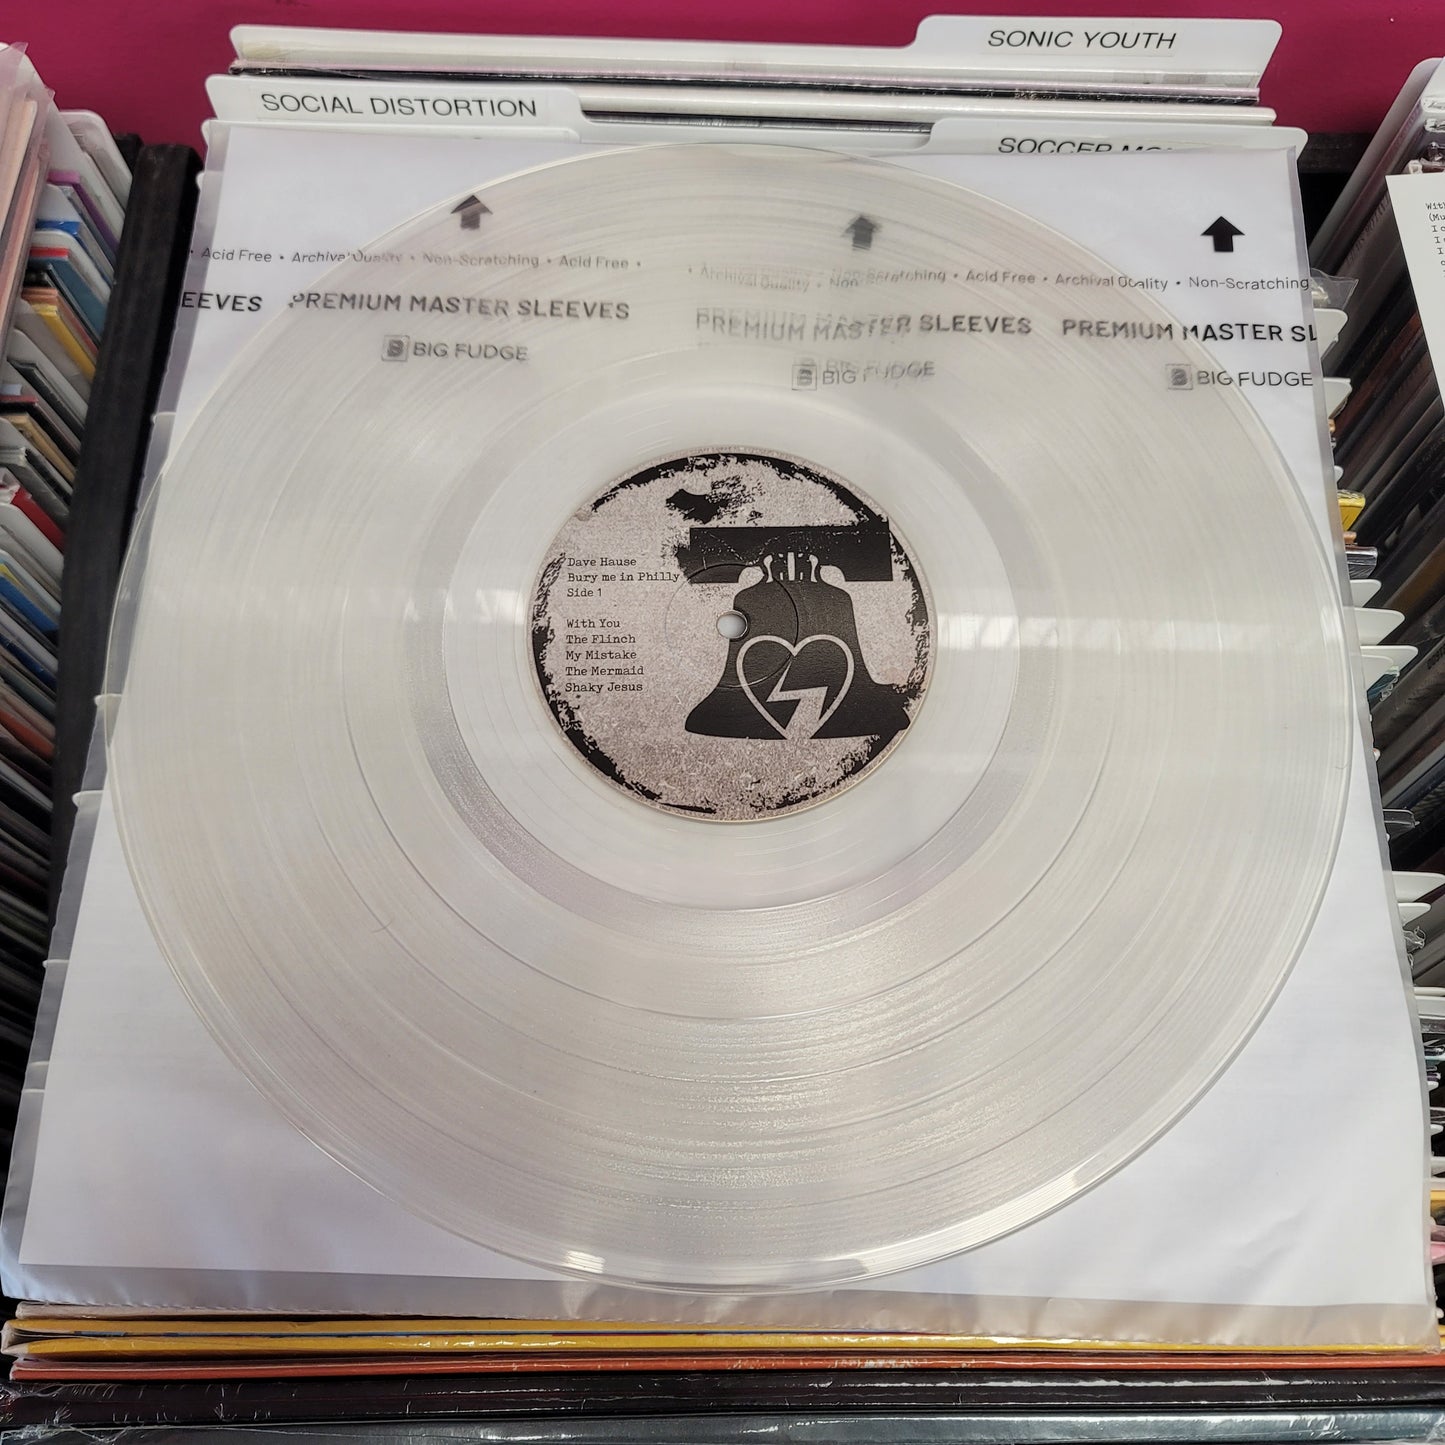 SONIC YOUTH
SOCIAL DISTORTION
SOCCER
• Acid Free • Archival Quality • Non-Scratching • Acid Free •
• Archival Quality • Non-Scratching • Acid Free • Archival Quality • Non-Scratching
EEVES PREMIUM MASTER SLEEVES
PREMIUM MASTER SLEEVES PREMIUM MASTER SL
B BIG FUDGE
B BIG FUDGE
B BIG FUDGE
Dave Hause
Bury me in Philly
Side 1
With You
The Flinch
My Mistake
The Mermaid
Shaky Jesus